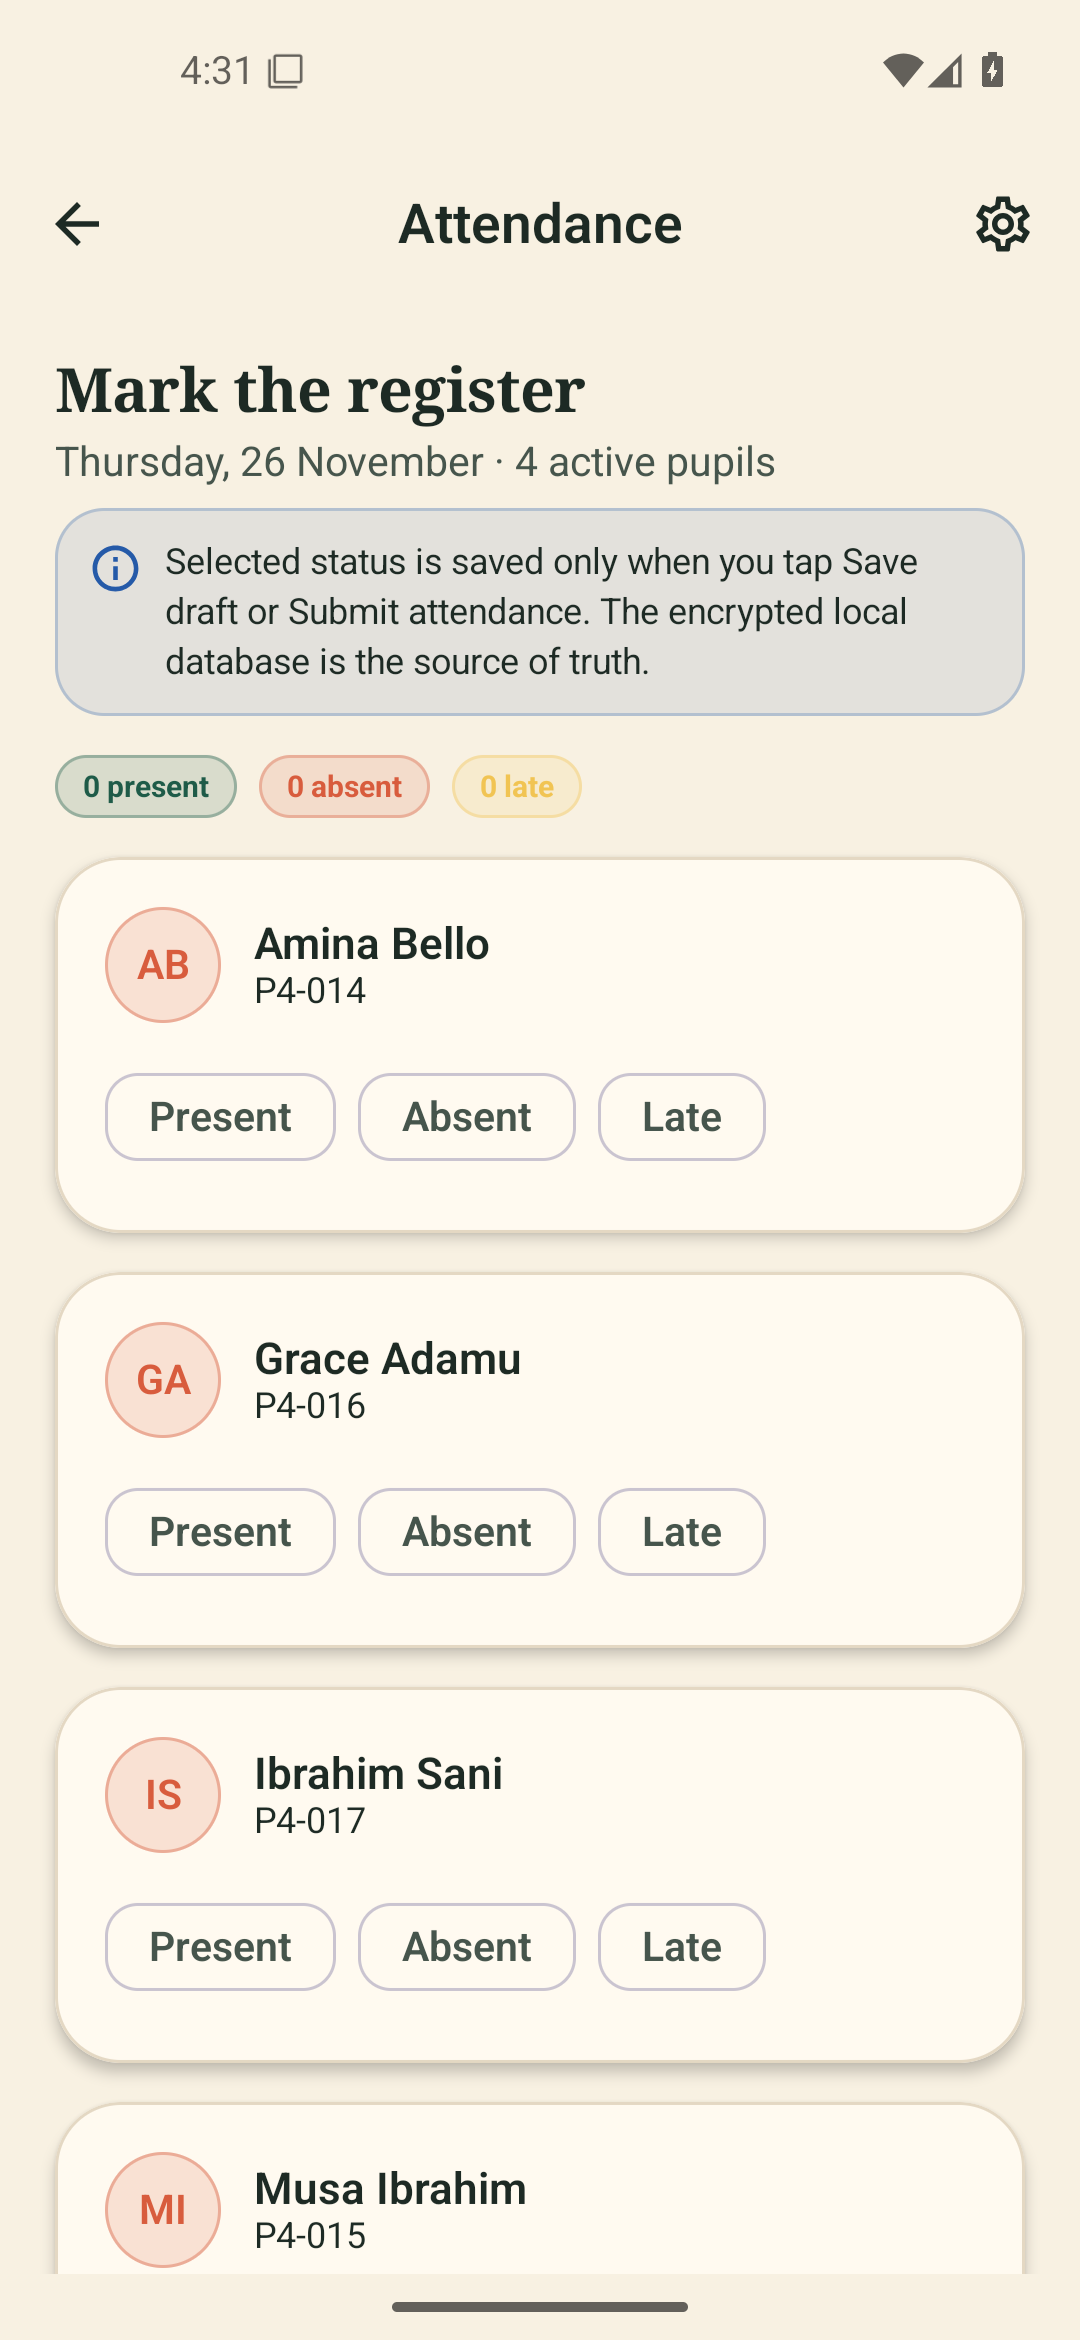 4:31
Attendance
Mark the register
Thursday, 26 November · 4 active pupils
Selected status is saved only when you tap Save
draft or Submit attendance. The encrypted local
database is the source of truth.
0 present 0 absent 0 late
AB Amina Bello
P4-014
Present Absent Late
GA Grace Adamu
P4-016
Present Absent Late
IS Ibrahim Sani
P4-017
Present Absent Late
MI Musa Ibrahim
P4-015